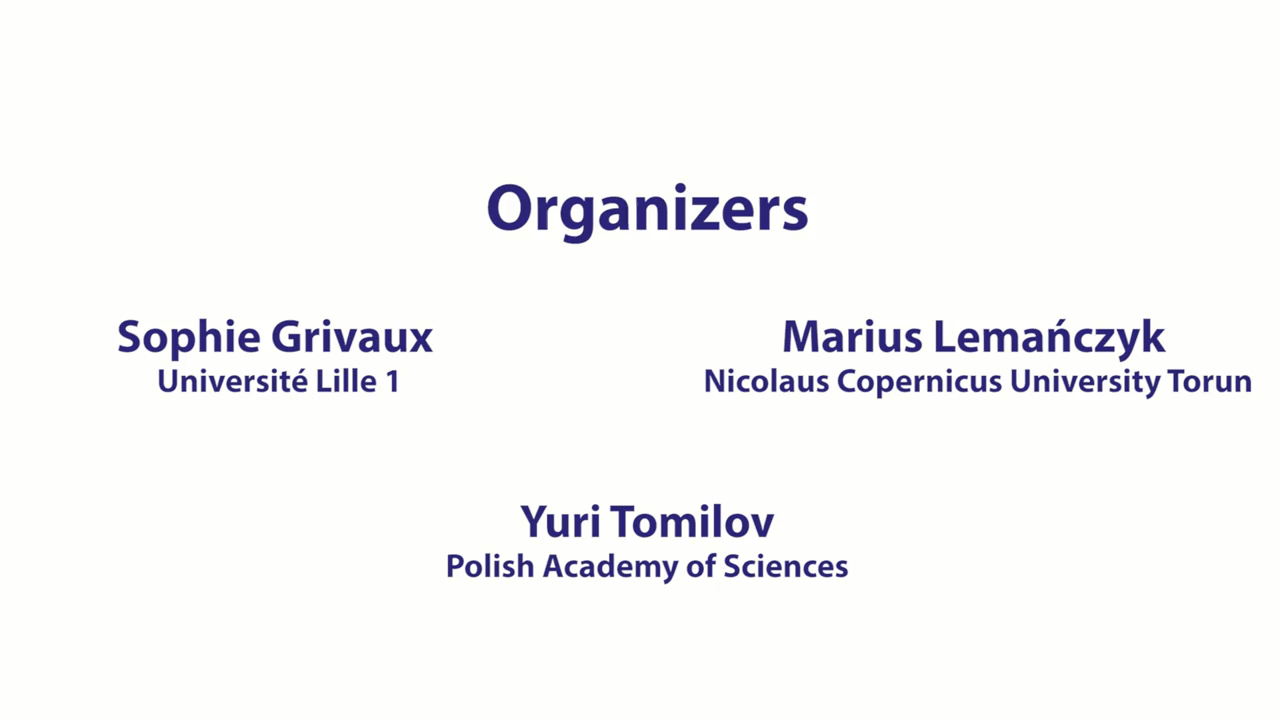 Organizers
Sophie Grivaux
Université Lille 1
Marius Lemańczyk
Nicolaus Copernicus University Torun
Yuri Tomilov
Polish Academy of Sciences